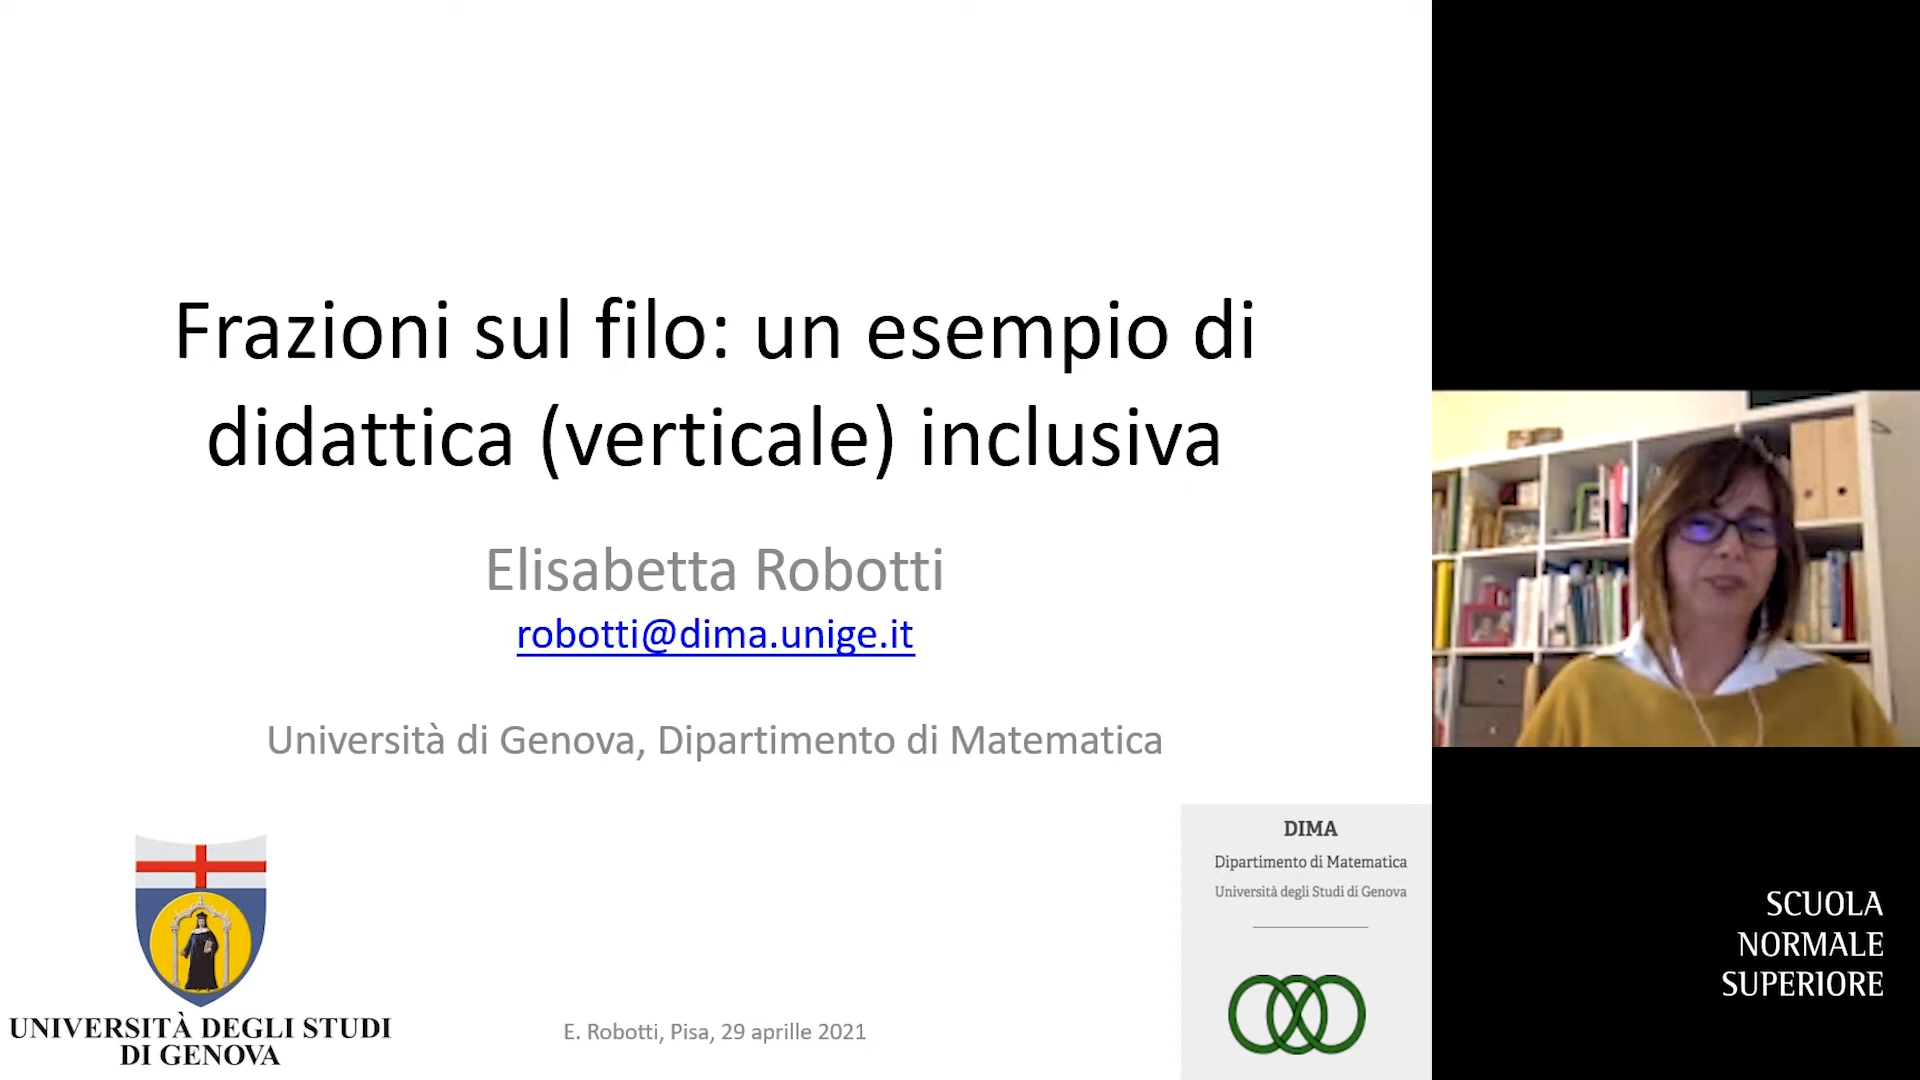 Frazioni sul filo: un esempio di
didattica (verticale) inclusiva
Elisabetta Robotti
robotti@dima.unige.it
Università di Genova, Dipartimento di Matematica
UNIVERSITÀ DEGLI STUDI
DI GENOVA
E. Robotti, Pisa, 29 aprille 2021
DIMA
Dipartimento di Matematica
Università degli Studi di Genova
SCUOLA
NORMALE
SUPERIORE